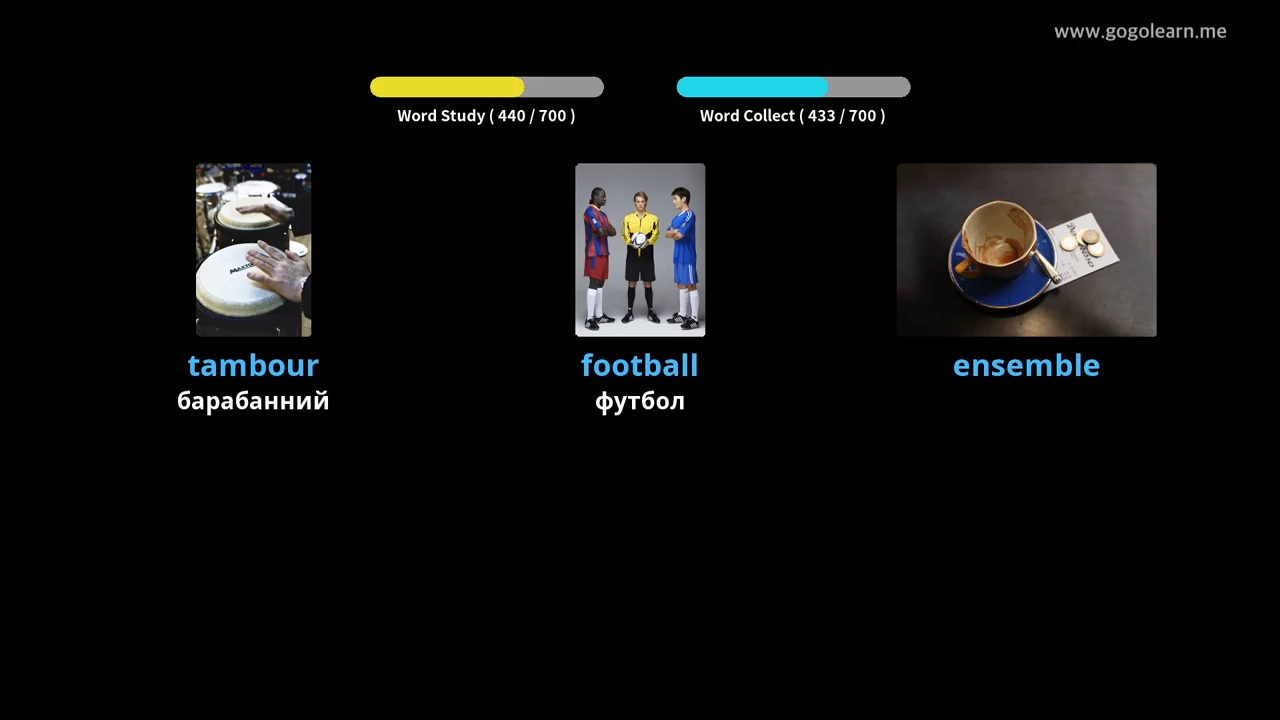 www.gogolearn.me
Word Study ( 440 / 700 )
Word Collect ( 433 / 700 )
tambour
барабанний
football
футбол
ensemble